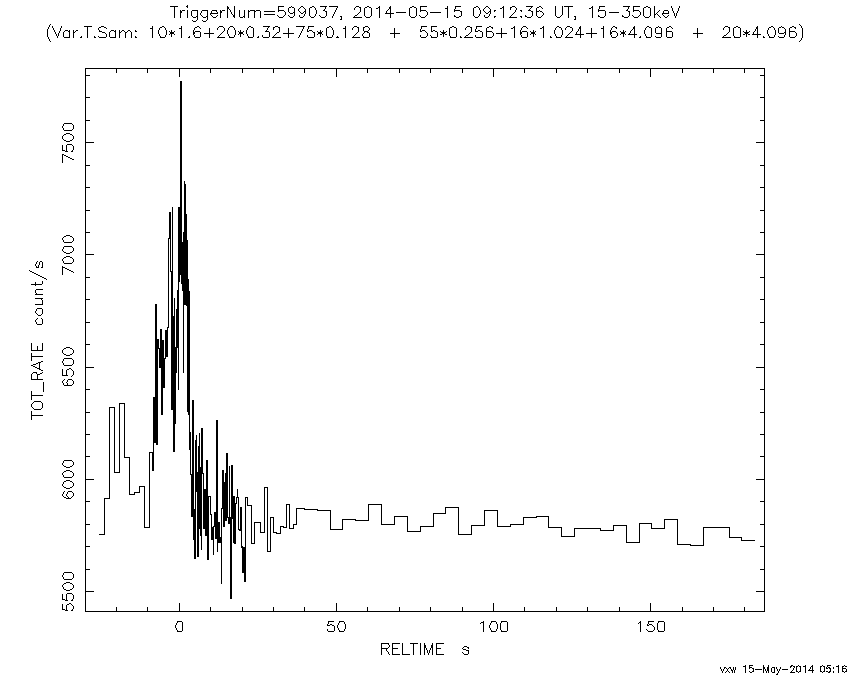 TriggerNum=599037, 2014-05-15 09:12:36 UT, 15-350keV
(Var.T.Sam: 10*1.6+20*0.32+75*0.128 + 55*0.256+16*1.024+16*4.096 + 20*4.096)
7500
7000
6500
6000
5500
TOT_RATE count/s
0 50 100 150
RELTIME s
vxw 15-May-2014 05:16